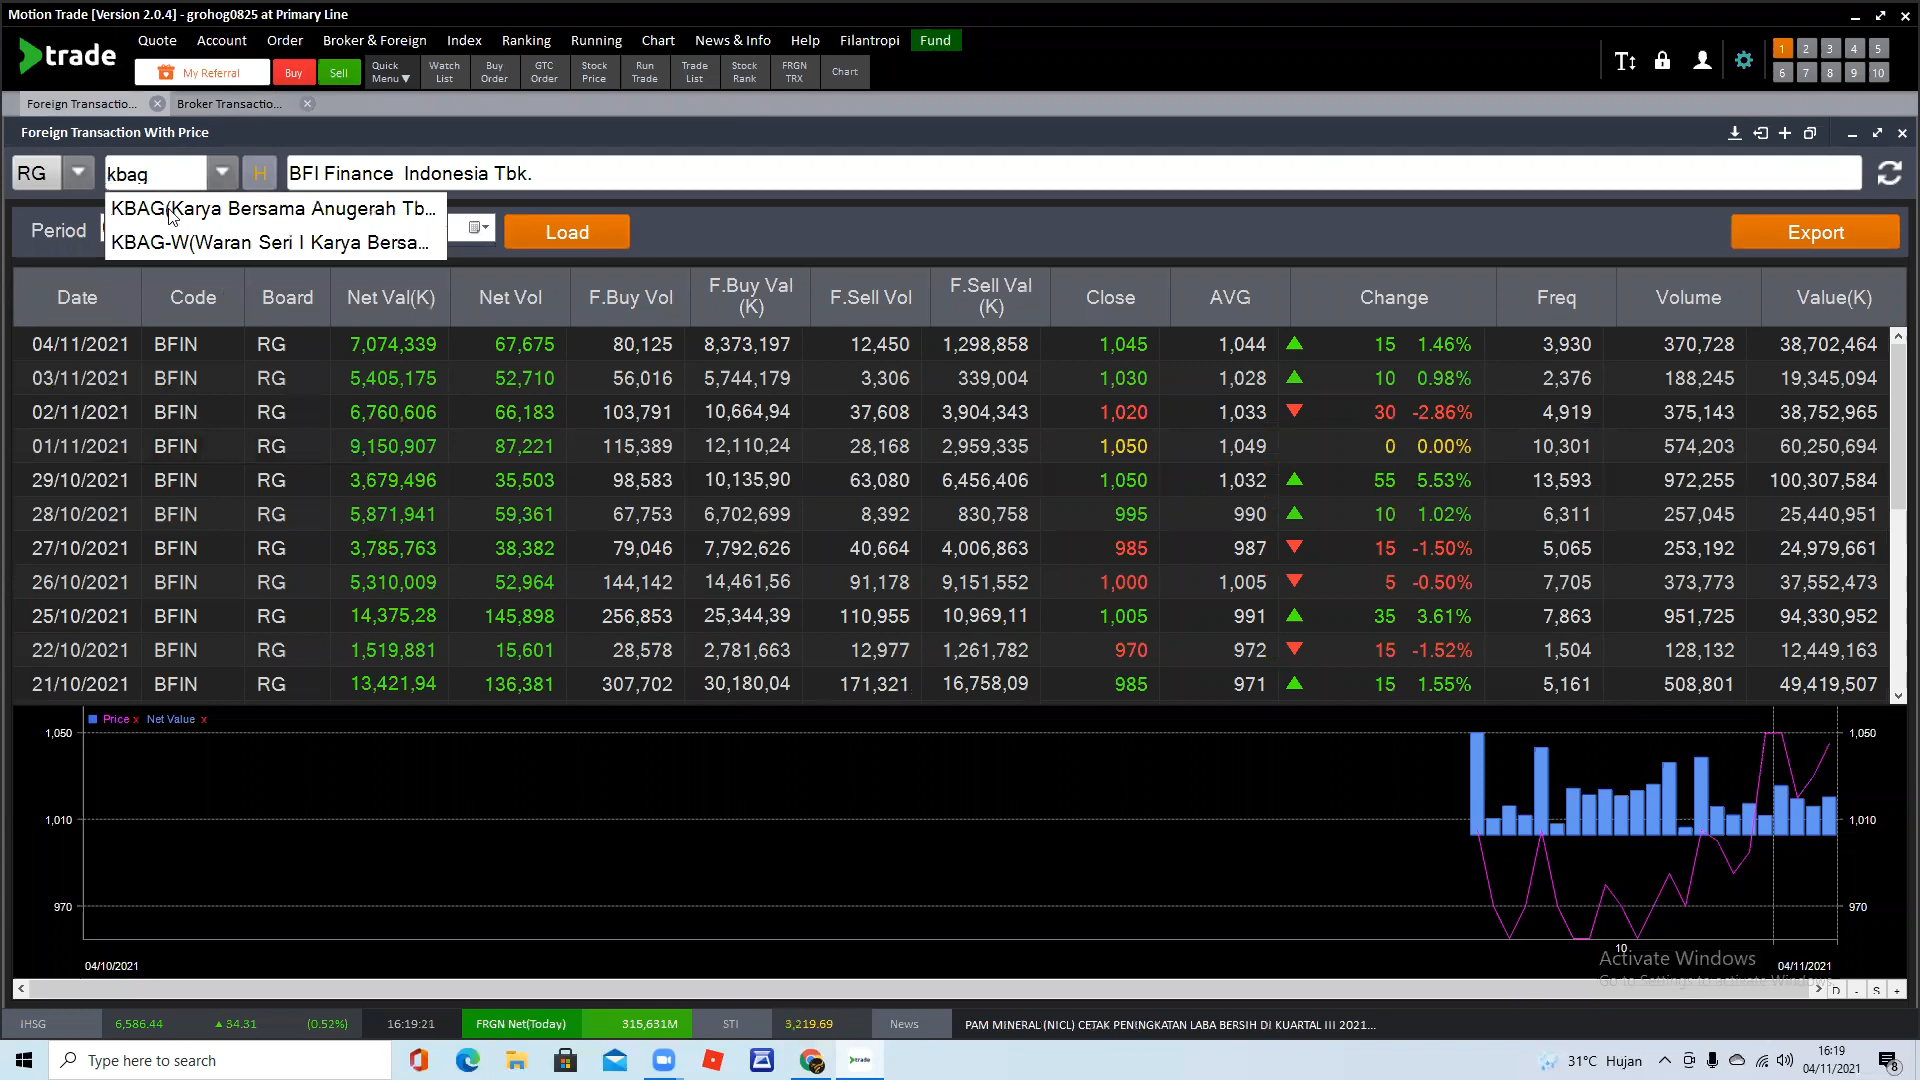 Motion Trade [Version 2.0.4] - grohog0825 at Primary Line
trade
Quote Account Order Broker & Foreign Index Ranking Running Chart News & Info Help Filantropi Fund
My Referral Buy Sell Quick Menu ▼ Watch List Buy Order GTC Order Stock Price Run Trade Trade List Stock Rank FRGN TRX Chart
1 2 3 4 5
6 7 8 9 10
Foreign Transactio... Broker Transactio...
Foreign Transaction With Price
RG kbag H BFI Finance Indonesia Tbk.
KBAG(Karya Bersama Anugerah Tb...
KBAG-W(Waran Seri I Karya Bersa...
Period Load Export
Date Code Board Net Val(K) Net Vol F.Buy Vol F.Buy Val (K) F.Sell Vol F.Sell Val (K) Close AVG Change Freq Volume Value(K)
04/11/2021 BFIN RG 7,074,339 67,675 80,125 8,373,197 12,450 1,298,858 1,045 1,044 15 1.46% 3,930 370,728 38,702,464
03/11/2021 BFIN RG 5,405,175 52,710 56,016 5,744,179 3,306 339,004 1,030 1,028 10 0.98% 2,376 188,245 19,345,094
02/11/2021 BFIN RG 6,760,606 66,183 103,791 10,664,94 37,608 3,904,343 1,020 1,033 30 -2.86% 4,919 375,143 38,752,965
01/11/2021 BFIN RG 9,150,907 87,221 115,389 12,110,24 28,168 2,959,335 1,050 1,049 0 0.00% 10,301 574,203 60,250,694
29/10/2021 BFIN RG 3,679,496 35,503 98,583 10,135,90 63,080 6,456,406 1,050 1,032 55 5.53% 13,593 972,255 100,307,584
28/10/2021 BFIN RG 5,871,941 59,361 67,753 6,702,699 8,392 830,758 995 990 10 1.02% 6,311 257,045 25,440,951
27/10/2021 BFIN RG 3,785,763 38,382 79,046 7,792,626 40,664 4,006,863 985 987 15 -1.50% 5,065 253,192 24,979,661
26/10/2021 BFIN RG 5,310,009 52,964 144,142 14,461,56 91,178 9,151,552 1,000 1,005 5 -0.50% 7,705 373,773 37,552,473
25/10/2021 BFIN RG 14,375,28 145,898 256,853 25,344,39 110,955 10,969,11 1,005 991 35 3.61% 7,863 951,725 94,330,952
22/10/2021 BFIN RG 1,519,881 15,601 28,578 2,781,663 12,977 1,261,782 970 972 15 -1.52% 1,504 128,132 12,449,163
21/10/2021 BFIN RG 13,421,94 136,381 307,702 30,180,04 171,321 16,758,09 985 971 15 1.55% 5,161 508,801 49,419,507
Price x Net Value x
1,050 1,050
1,010 1,010
970 970
10
Activate Windows
04/10/2021 04/11/2021
Go to Settings to activate Windows.
D - S +
IHSG 6,586.44 ▲ 34.31 (0.52%) 16:19:21 FRGN Net(Today) 315,631M STI 3,219.69 News PAM MINERAL (NICL) CETAK PENINGKATAN LABA BERSIH DI KUARTAL III 2021...
Type here to search trade 31°C Hujan 16:19
04/11/2021 8